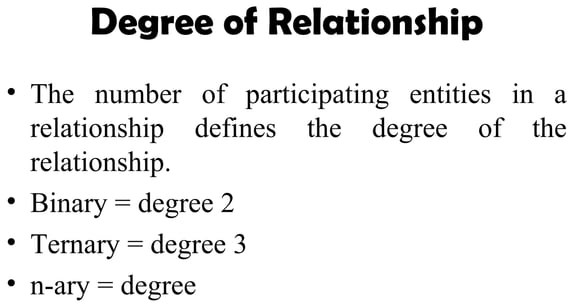 Degree of Relationship
• The number of participating entities in a
relationship defines the degree of the
relationship.
• Binary = degree 2
• Ternary = degree 3
• n-ary = degree